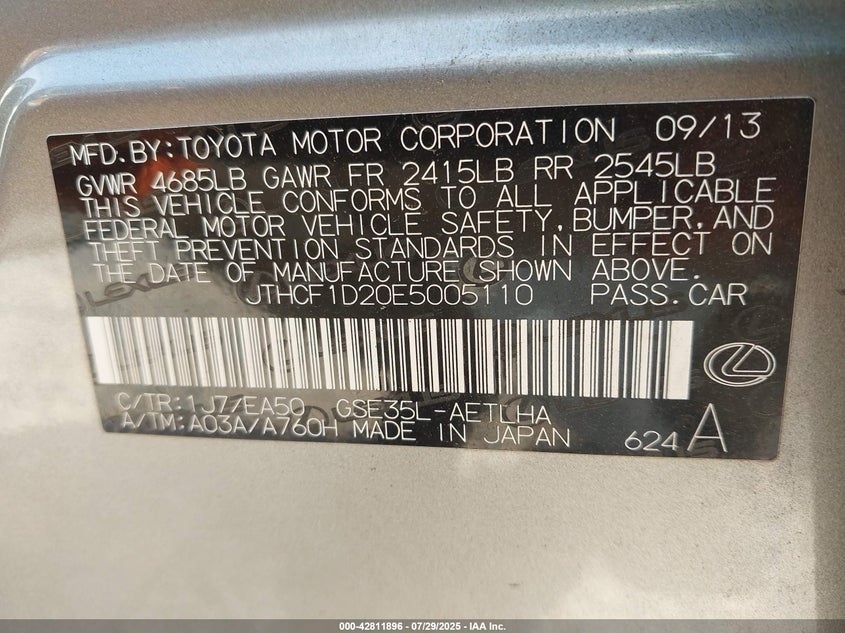 MFD.BY:TOYOTA MOTOR CORPORATION 09/13
GVWR 4685LB GAWR FR 2415LB RR 2545LB
THIS VEHICLE CONFORMS TO ALL APPLICABLE
FEDERAL MOTOR VEHICLE SAFETY,BUMPER,AND
THEFT PREVENTION STANDARDS IN EFFECT ON
THE DATE OF MANUFACTURE SHOWN ABOVE.
JTHCF1D20E5005110 PASS.CAR
C/TR:1J7/EA50 GSE35L-AETLHA
A/TM:A03A/A760H MADE IN JAPAN
624A
000-42811896 - 07/29/2025 - IAA Inc.